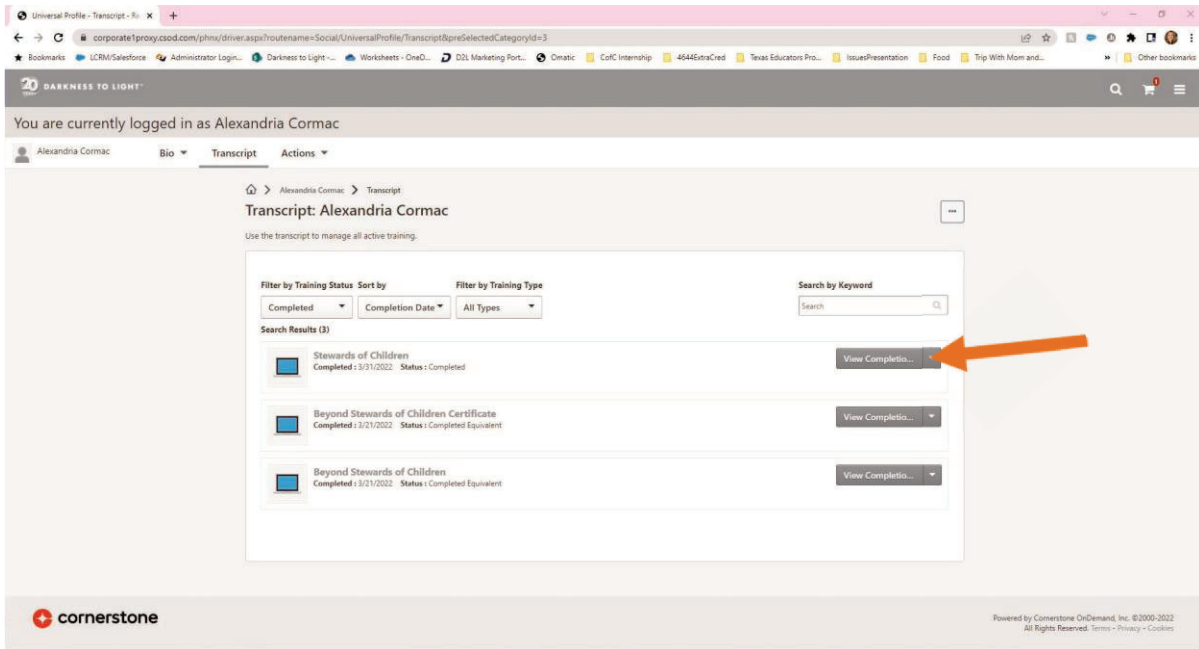 Universal Profile - Transcript - Ro
corporate1proxy.csod.com/phnx/driver.aspx?routename=Social/UniversalProfile/Transcript&preSelectedCategoryId=3
Bookmarks LCRM/Salesforce Administrator Login... Darkness to Light -... Worksheets - OneD... D2L Marketing Port... Omatic CofC Internship 4644ExtraCred Texas Educators Pro... IssuesPresentation Food Trip With Mom and... » Other bookmarks
20 DARKNESS TO LIGHT
You are currently logged in as Alexandria Cormac
Alexandria Cormac Bio Transcript Actions
Alexandria Cormac Transcript
Transcript: Alexandria Cormac
Use the transcript to manage all active training.
Filter by Training Status Sort by Filter by Training Type Search by Keyword
Completed Completion Date All Types Search
Search Results (3)
Stewards of Children
Completed : 3/31/2022 Status : Completed
View Completio...
Beyond Stewards of Children Certificate
Completed : 3/21/2022 Status : Completed Equivalent
View Completio...
Beyond Stewards of Children
Completed : 3/21/2022 Status : Completed Equivalent
View Completio...
cornerstone
Powered by Cornerstone OnDemand, Inc. ©2000-2022
All Rights Reserved. Terms - Privacy - Cookies